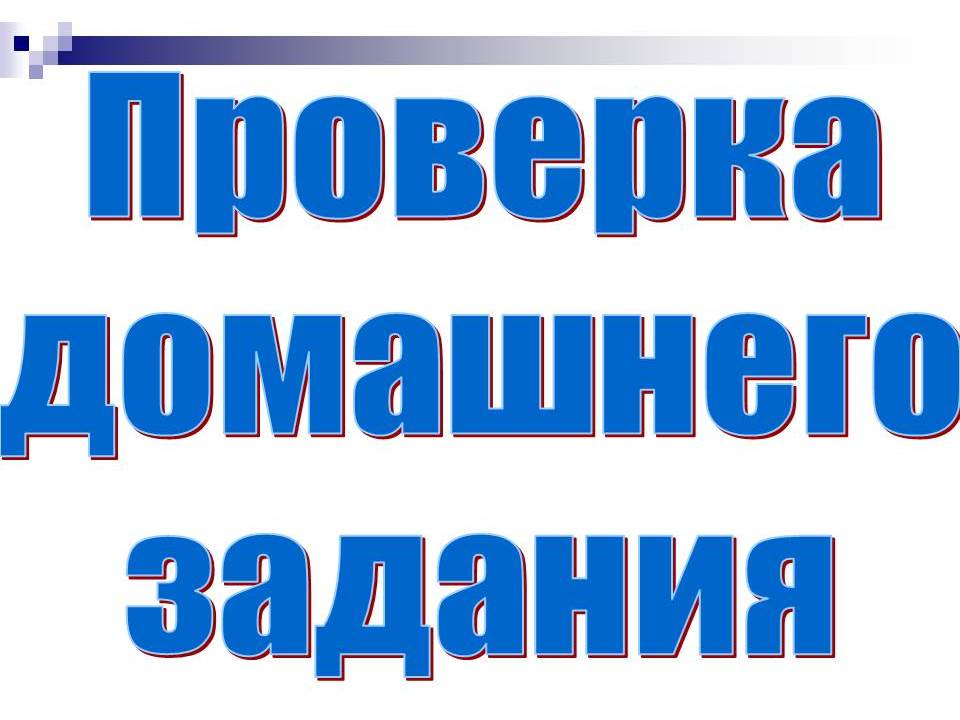 Проверка
домашнего
задания